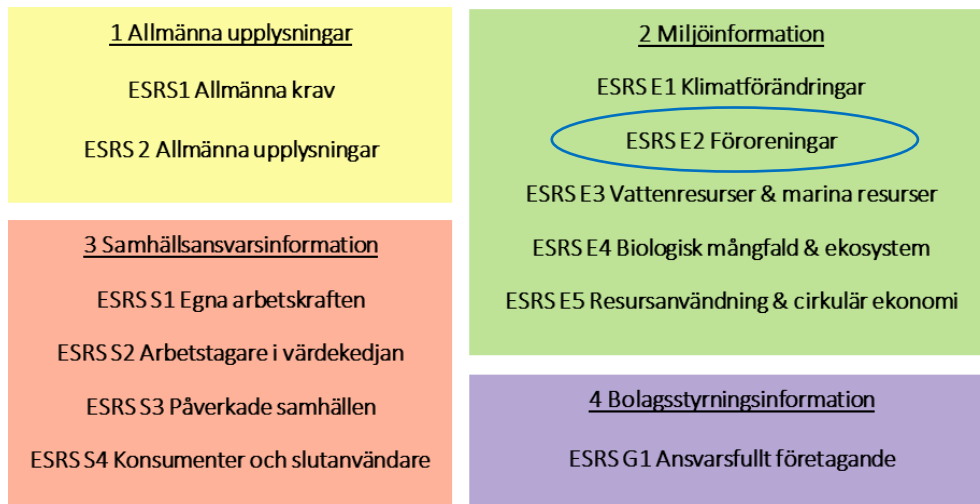 1 Allmänna upplysningar
ESRS1 Allmänna krav
ESRS 2 Allmänna upplysningar
2 Miljöinformation
ESRS E1 Klimatförändringar
ESRS E2 Föroreningar
ESRS E3 Vattenresurser & marina resurser
ESRS E4 Biologisk mångfald & ekosystem
ESRS E5 Resursanvändning & cirkulär ekonomi
3 Samhällsansvarsinformation
ESRS S1 Egna arbetskraften
ESRS S2 Arbetstagare i värdekedjan
ESRS S3 Påverkade samhällen
ESRS S4 Konsumenter och slutanvändare
4 Bolagsstyrningsinformation
ESRS G1 Ansvarsfullt företagande